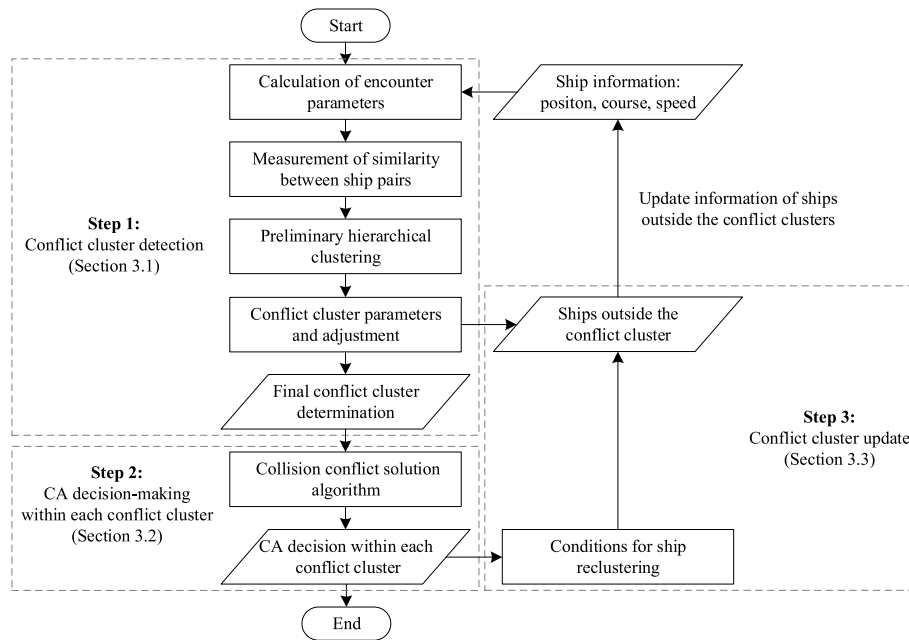 Start
Calculation of encounter
parameters
Ship information:
positon, course, speed
Measurement of similarity
between ship pairs
Update information of ships
outside the conflict clusters
Step 1:
Conflict cluster detection
(Section 3.1)
Preliminary hierarchical
clustering
Conflict cluster parameters
and adjustment
Ships outside the
conflict cluster
Final conflict cluster
determination
Step 3:
Conflict cluster update
(Section 3.3)
Step 2:
CA decision-making
within each conflict cluster
(Section 3.2)
Collision conflict solution
algorithm
CA decision within each
conflict cluster
Conditions for ship
reclustering
End